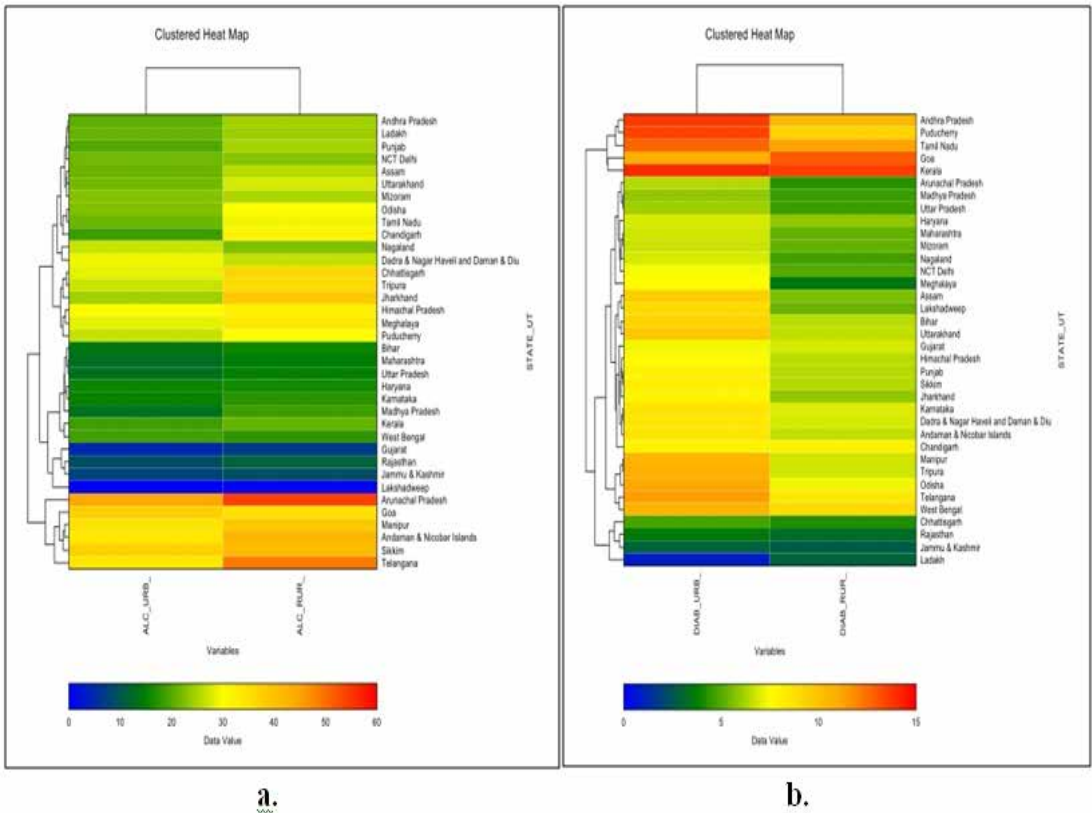 Clustered Heat Map
Andhra Pradesh
Ladakh
Punjab
NCT Delhi
Assam
Uttarakhand
Mizoram
Odisha
Tamil Nadu
Chandigarh
Nagaland
Dadra & Nagar Haveli and Daman & Diu
Chhattisgarh
Tripura
Jharkhand
Himachal Pradesh
Meghalaya
Puducherry
Bihar
Maharashtra
Uttar Pradesh
Haryana
Karnataka
Madhya Pradesh
Kerala
West Bengal
Gujarat
Rajasthan
Jammu & Kashmir
Lakshadweep
Arunachal Pradesh
Goa
Manipur
Andaman & Nicobar Islands
Sikkim
Telangana
STATE_UT
ALC_URB_
ALC_RUR_
Variables
0 10 20 30 40 50 60
Data Value
a.
Clustered Heat Map
Andhra Pradesh
Puducherry
Tamil Nadu
Goa
Kerala
Arunachal Pradesh
Madhya Pradesh
Uttar Pradesh
Haryana
Maharashtra
Mizoram
Nagaland
NCT Delhi
Meghalaya
Assam
Lakshadweep
Bihar
Uttarakhand
Gujarat
Himachal Pradesh
Punjab
Sikkim
Jharkhand
Karnataka
Dadra & Nagar Haveli and Daman & Diu
Andaman & Nicobar Islands
Chandigarh
Manipur
Tripura
Odisha
Telangana
West Bengal
Chhattisgarh
Rajasthan
Jammu & Kashmir
Ladakh
STATE_UT
DIAB_URB_
DIAB_RUR_
Variables
0 5 10 15
Data Value
b.